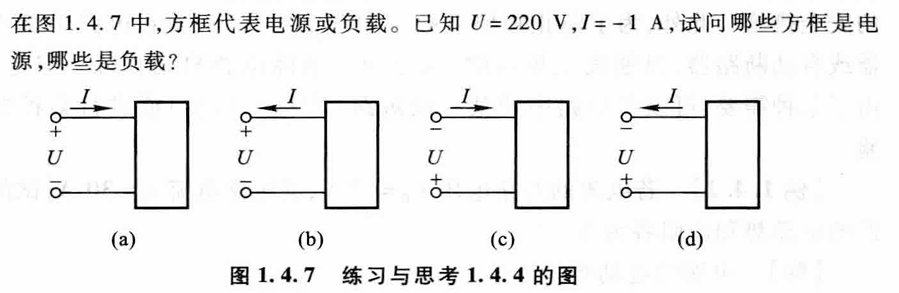 在图 1.4.7 中,方框代表电源或负载。已知 U=220 V,I=-1 A,试问哪些方框是电
源,哪些是负载?
I I I I
+ + - -
U U U U
- - + +
(a) (b) (c) (d)
图 1.4.7 练习与思考 1.4.4 的图